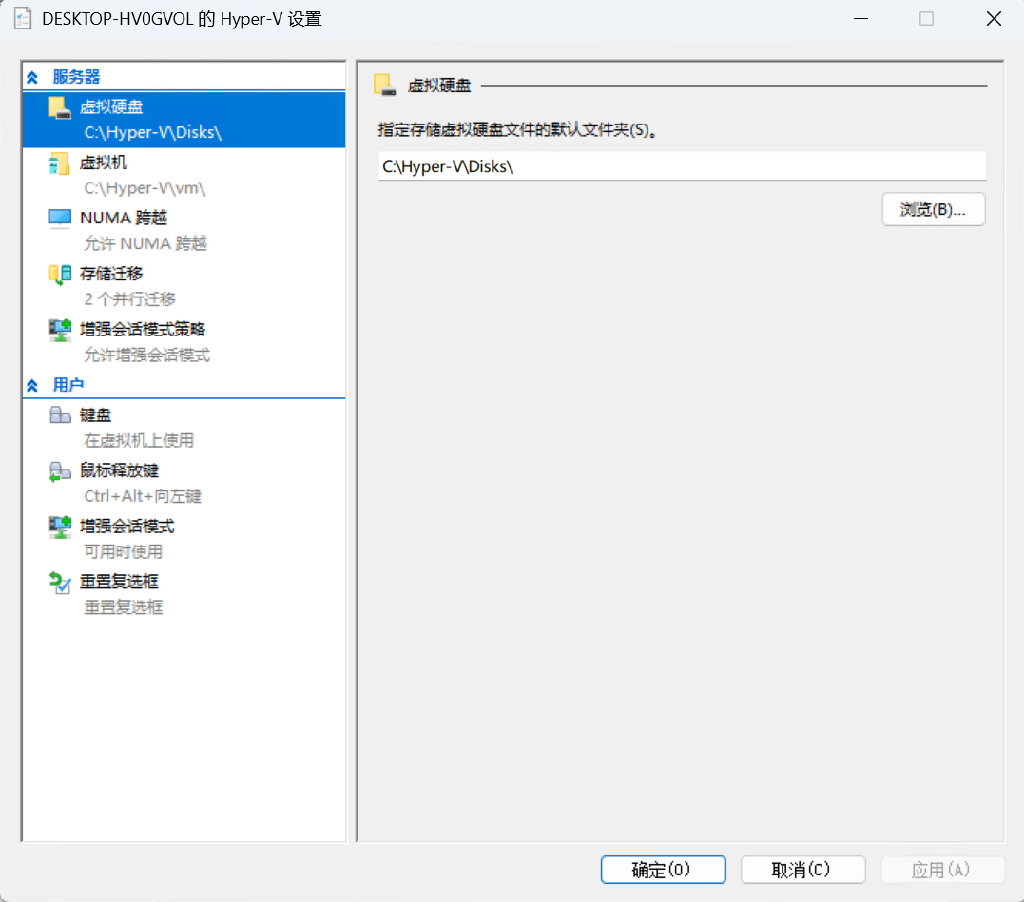 DESKTOP-HV0GVOL 的 Hyper-V 设置
服务器
虚拟硬盘
C:\Hyper-V\Disks\
虚拟机
C:\Hyper-V\vm\
NUMA 跨越
允许 NUMA 跨越
存储迁移
2 个并行迁移
增强会话模式策略
允许增强会话模式
用户
键盘
在虚拟机上使用
鼠标释放键
Ctrl+Alt+向左键
增强会话模式
可用时使用
重置复选框
重置复选框
虚拟硬盘
指定存储虚拟硬盘文件的默认文件夹(S)。
C:\Hyper-V\Disks\
浏览(B)...
确定(O)
取消(C)
应用(A)